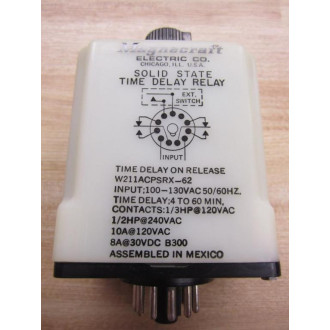 Magnecraft
ELECTRIC CO.
CHICAGO, ILL. U.S.A.
SOLID STATE
TIME DELAY RELAY
EXT.
SWITCH
INPUT
TIME DELAY ON RELEASE
W211ACPSRX-62
INPUT; 100-130VAC 50/60HZ.
TIME DELAY: 4 TO 60 MIN.
CONTACTS: 1/3HP@120VAC
1/2HP@240VAC
10A@120VAC
8A@30VDC B300
ASSEMBLED IN MEXICO